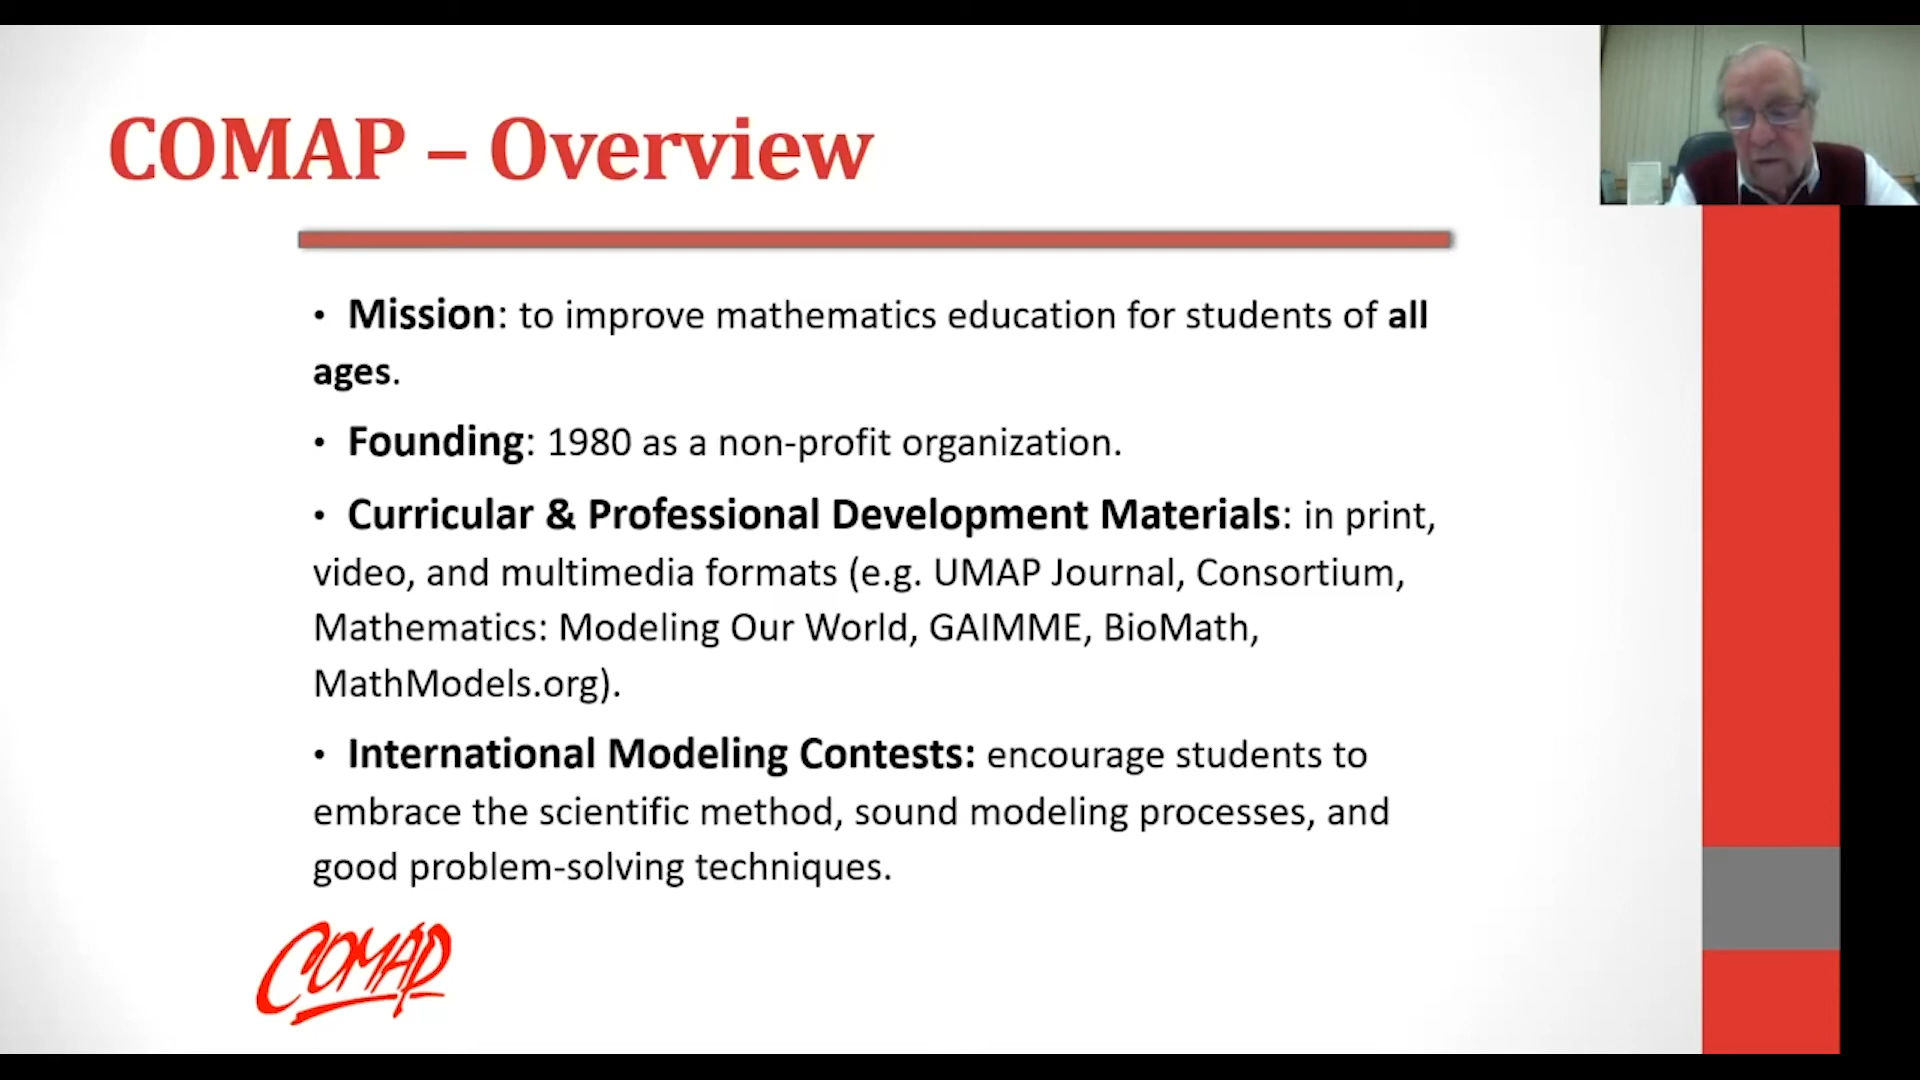 COMAP – Overview
• Mission: to improve mathematics education for students of all
ages.
• Founding: 1980 as a non-profit organization.
• Curricular & Professional Development Materials: in print,
video, and multimedia formats (e.g. UMAP Journal, Consortium,
Mathematics: Modeling Our World, GAIMME, BioMath,
MathModels.org).
• International Modeling Contests: encourage students to
embrace the scientific method, sound modeling processes, and
good problem-solving techniques.
COMAP